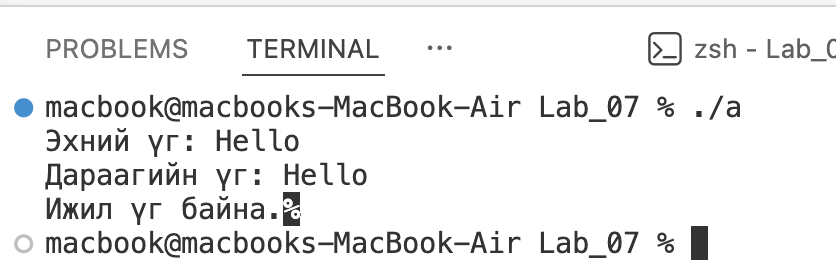 PROBLEMS TERMINAL ··· zsh - Lab_0
macbook@macbooks-MacBook-Air Lab_07 % ./a
Эхний үг: Hello
Дараагийн үг: Hello
Ижил үг байна.%
macbook@macbooks-MacBook-Air Lab_07 %